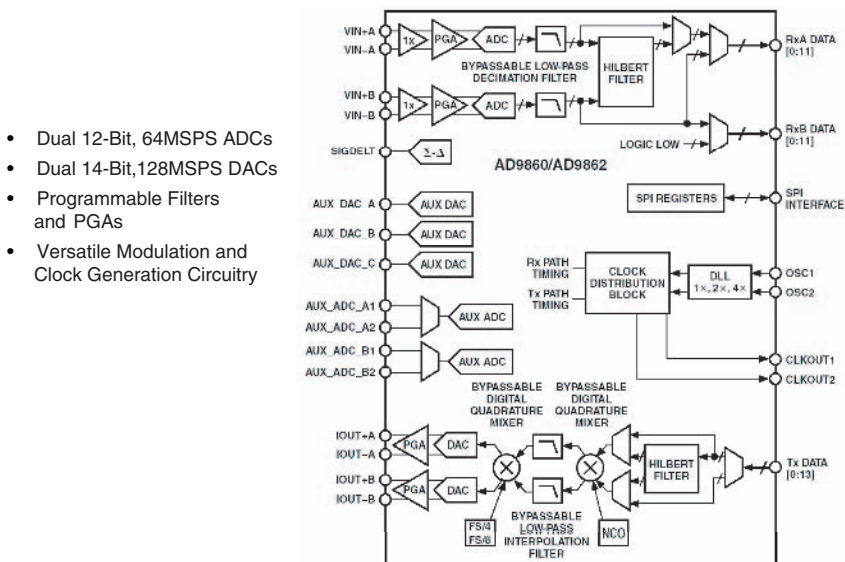 • Dual 12-Bit, 64MSPS ADCs
• Dual 14-Bit,128MSPS DACs
• Programmable Filters
and PGAs
• Versatile Modulation and
Clock Generation Circuitry
VIN+A
VIN–A
1x
PGA
ADC
BYPASSABLE LOW-PASS
DECIMATION FILTER
HILBERT
FILTER
RxA DATA
[0:11]
VIN+B
VIN–B
1x
PGA
ADC
LOGIC LOW
RxB DATA
[0:11]
SIGDELT
Σ-Δ
AD9860/AD9862
SPI REGISTERS
SPI
INTERFACE
AUX_DAC_A
AUX DAC
AUX_DAC_B
AUX DAC
AUX_DAC_C
AUX DAC
Rx PATH
TIMING
Tx PATH
TIMING
CLOCK
DISTRIBUTION
BLOCK
DLL
1×, 2×, 4×
OSC1
OSC2
AUX_ADC_A1
AUX_ADC_A2
AUX ADC
AUX_ADC_B1
AUX_ADC_B2
AUX ADC
CLKOUT1
CLKOUT2
BYPASSABLE
DIGITAL
QUADRATURE
MIXER
BYPASSABLE
DIGITAL
QUADRATURE
MIXER
IOUT+A
IOUT–A
PGA
DAC
IOUT+B
IOUT–B
PGA
DAC
HILBERT
FILTER
Tx DATA
[0:13]
FS/4
FS/8
BYPASSABLE
LOW-PASS
INTERPOLATION
FILTER
NCO